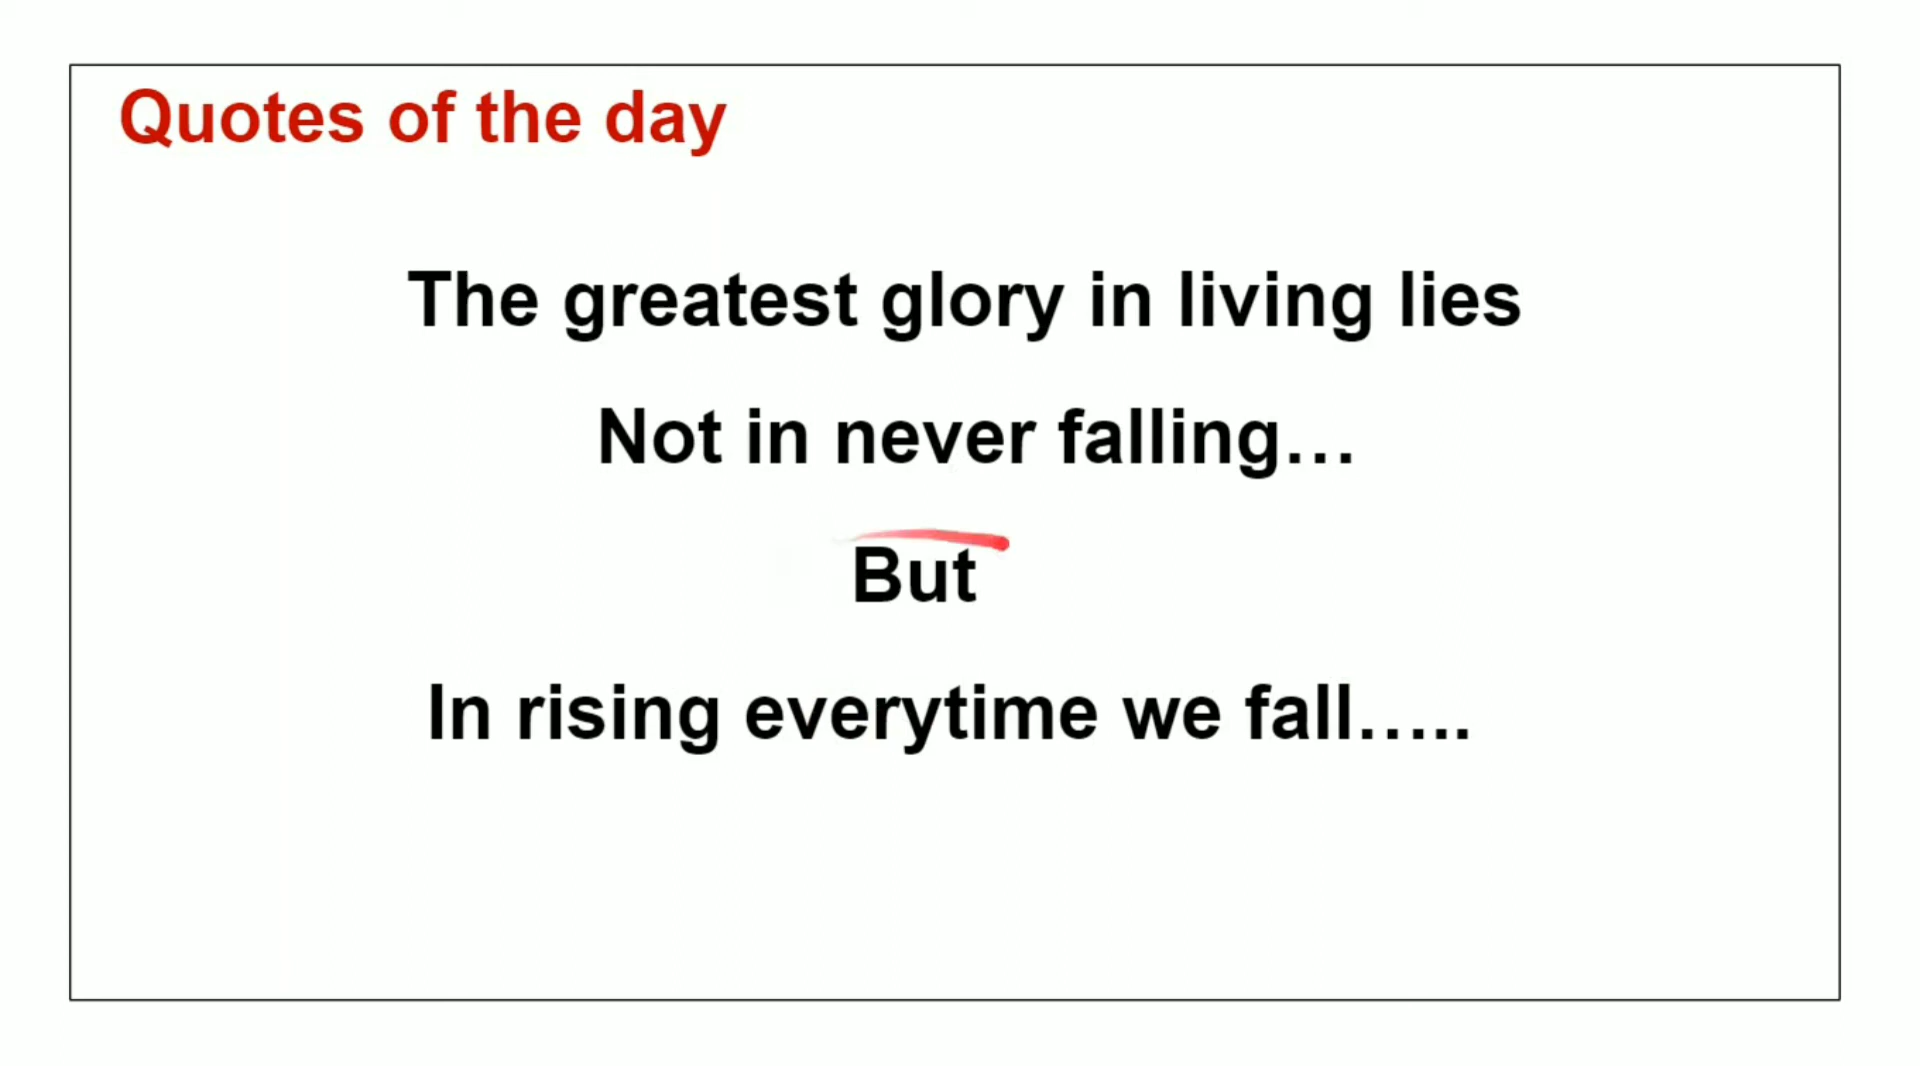 Quotes of the day
The greatest glory in living lies
Not in never falling…
But
In rising everytime we fall…..